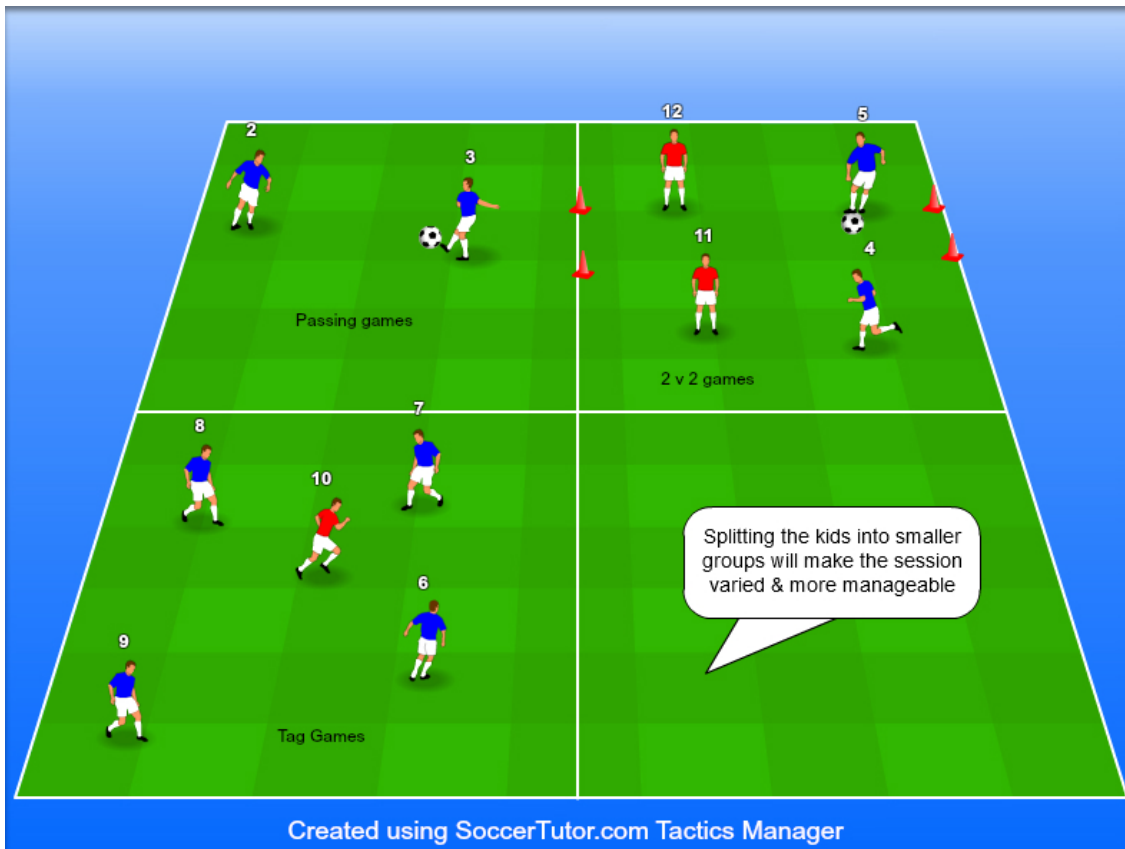 12
5
2
3
11
4
Passing games
2 v 2 games
7
8
10
Splitting the kids into smaller
groups will make the session
varied & more manageable
6
9
Tag Games
Created using SoccerTutor.com Tactics Manager